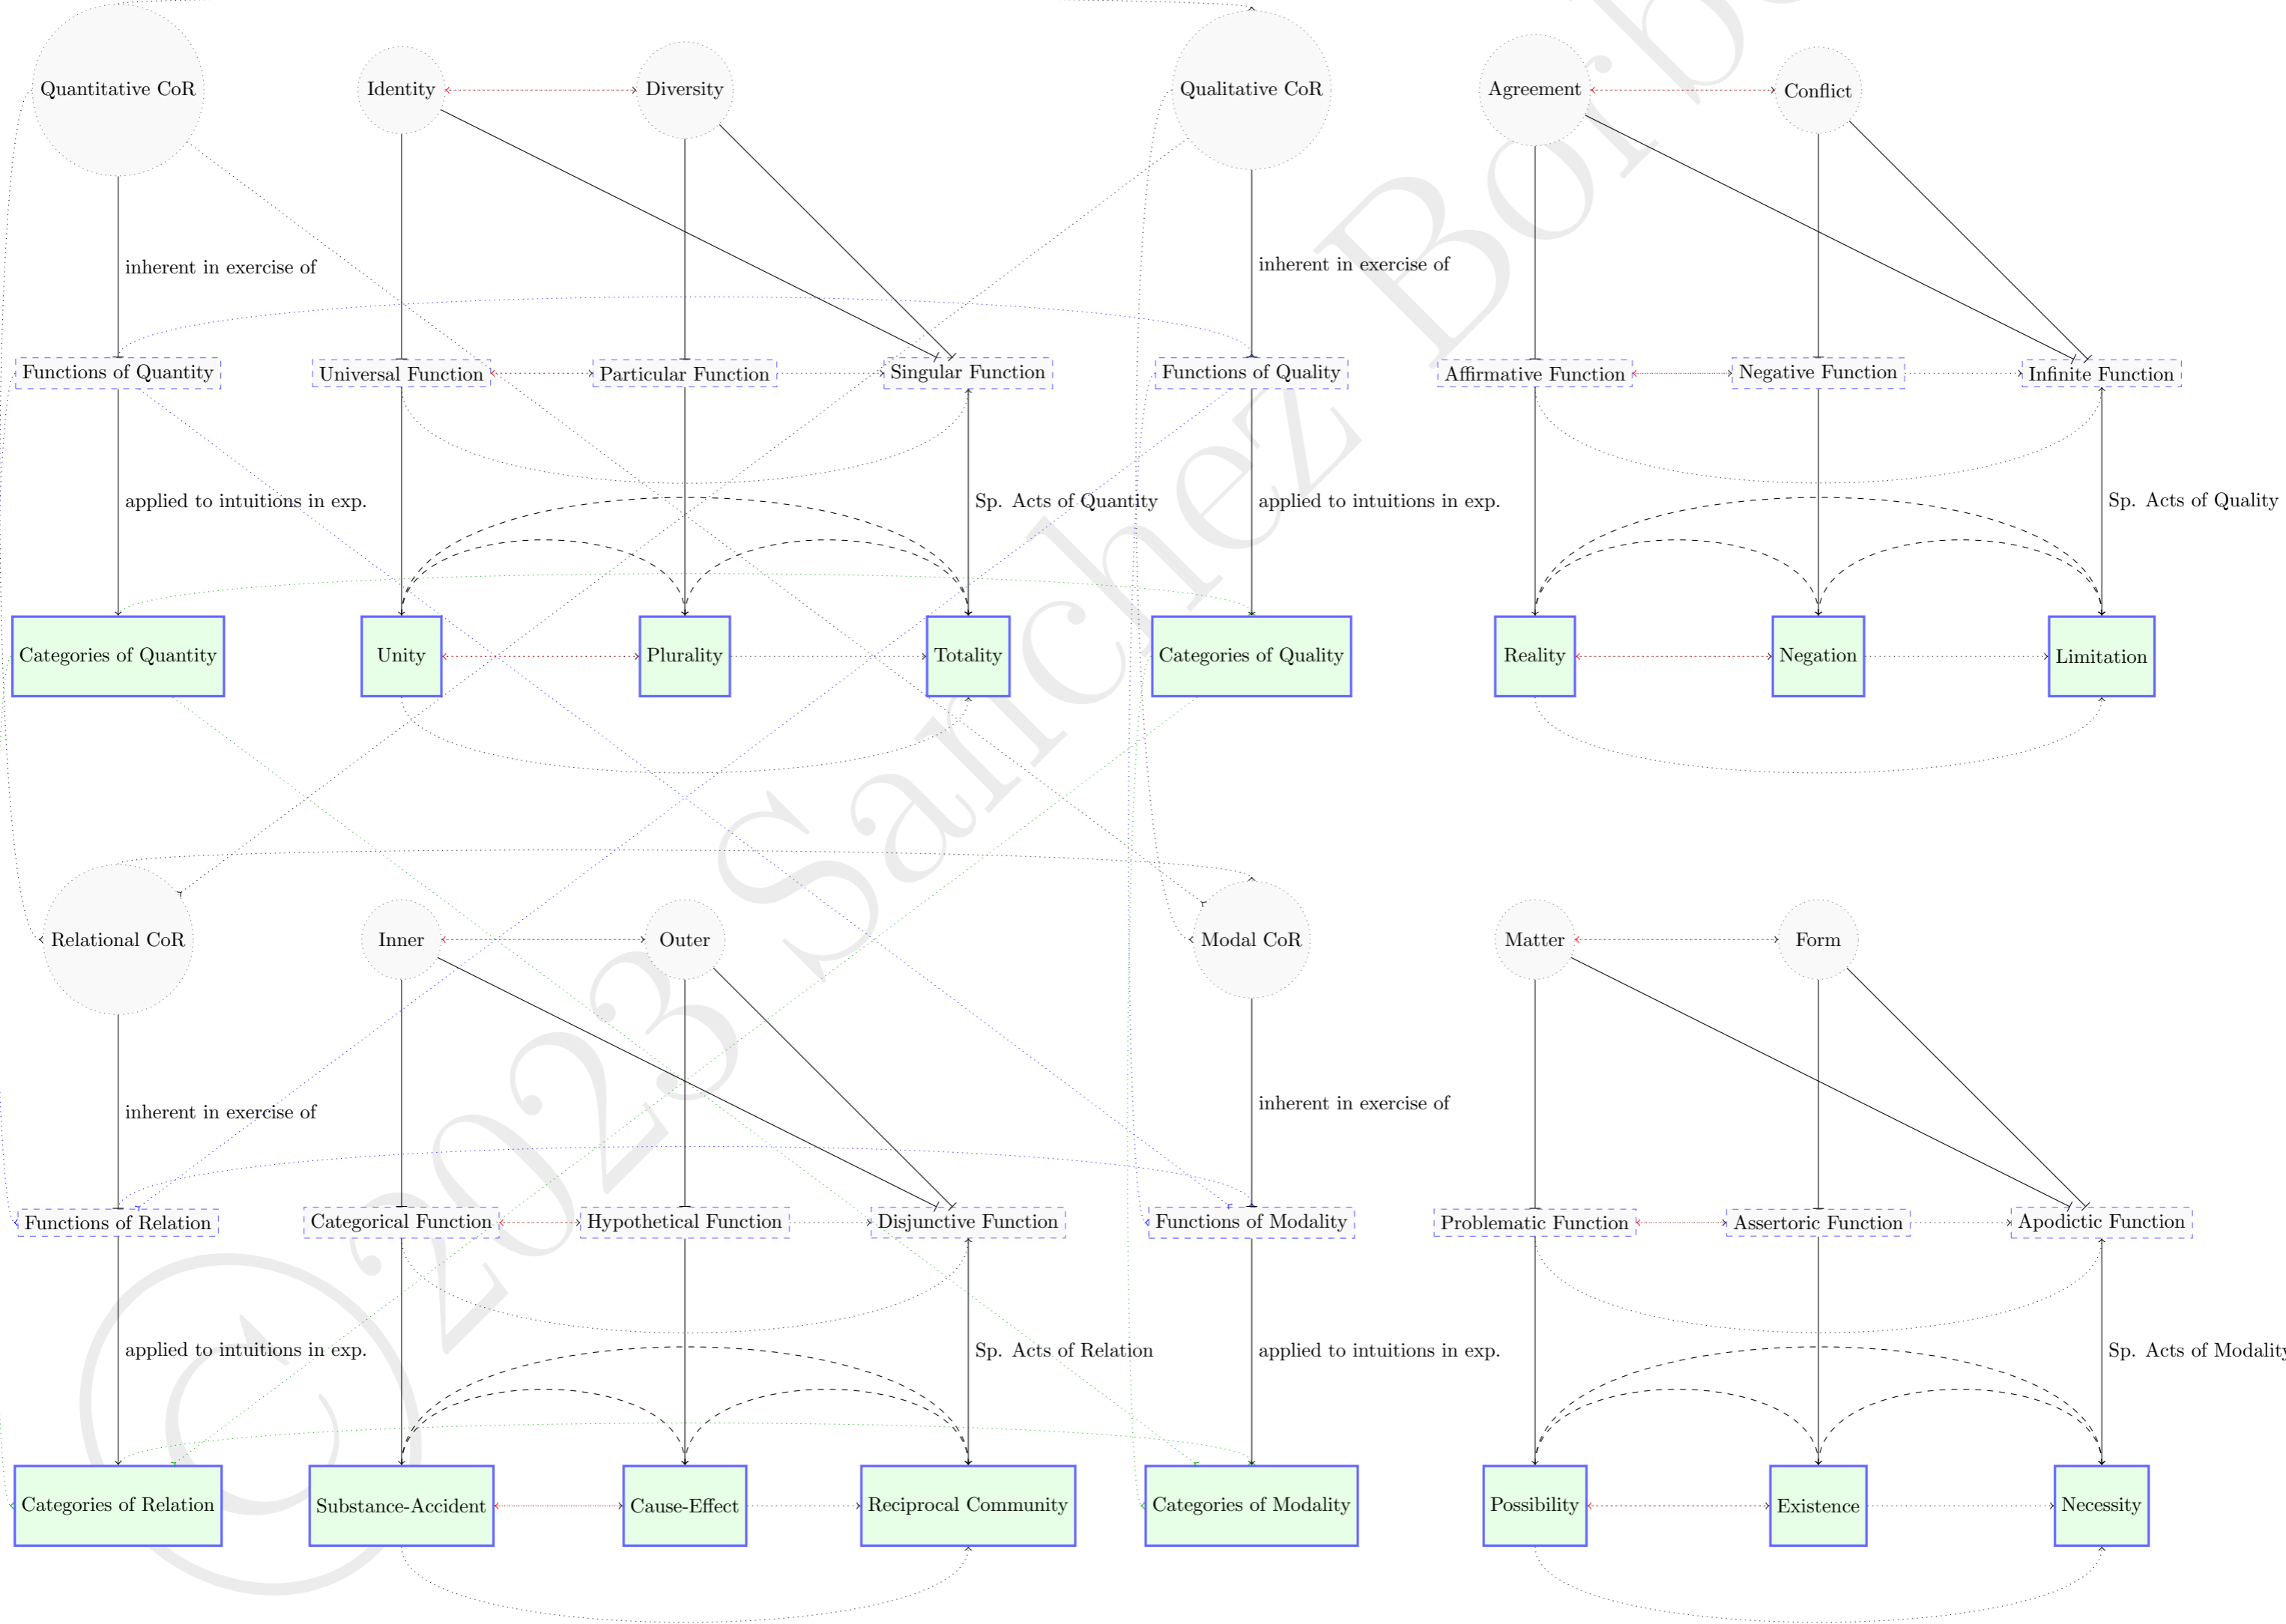 Quantitative CoR
Identity
Diversity
Qualitative CoR
Agreement
Conflict
inherent in exercise of
inherent in exercise of
Functions of Quantity
Universal Function
Particular Function
Singular Function
Functions of Quality
Affirmative Function
Negative Function
Infinite Function
applied to intuitions in exp.
Sp. Acts of Quantity
applied to intuitions in exp.
Sp. Acts of Quality
Categories of Quantity
Unity
Plurality
Totality
Categories of Quality
Reality
Negation
Limitation
Relational CoR
Inner
Outer
Modal CoR
Matter
Form
inherent in exercise of
inherent in exercise of
Functions of Relation
Categorical Function
Hypothetical Function
Disjunctive Function
Functions of Modality
Problematic Function
Assertoric Function
Apodictic Function
applied to intuitions in exp.
Sp. Acts of Relation
applied to intuitions in exp.
Sp. Acts of Modality
Categories of Relation
Substance-Accident
Cause-Effect
Reciprocal Community
Categories of Modality
Possibility
Existence
Necessity
©2023 Sanchez Borb